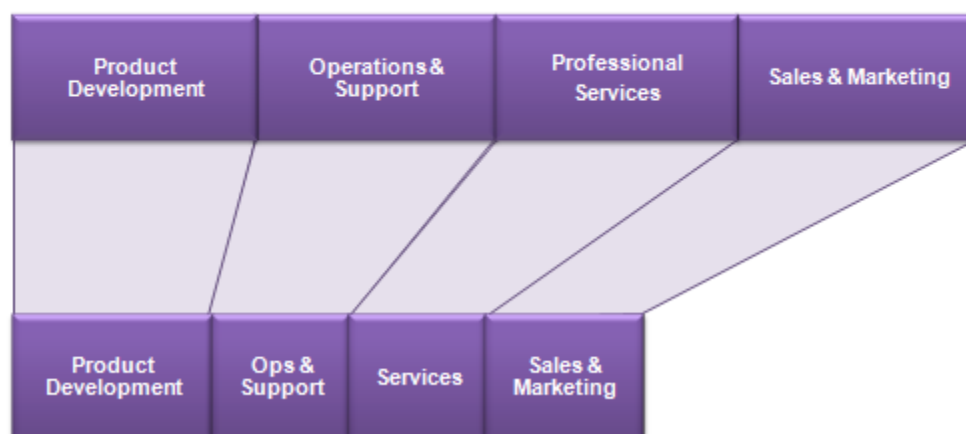 Product
Development
Operations & 
Support
Professional
Services
Sales & Marketing
Product
Development
Ops &
Support
Services
Sales &
Marketing